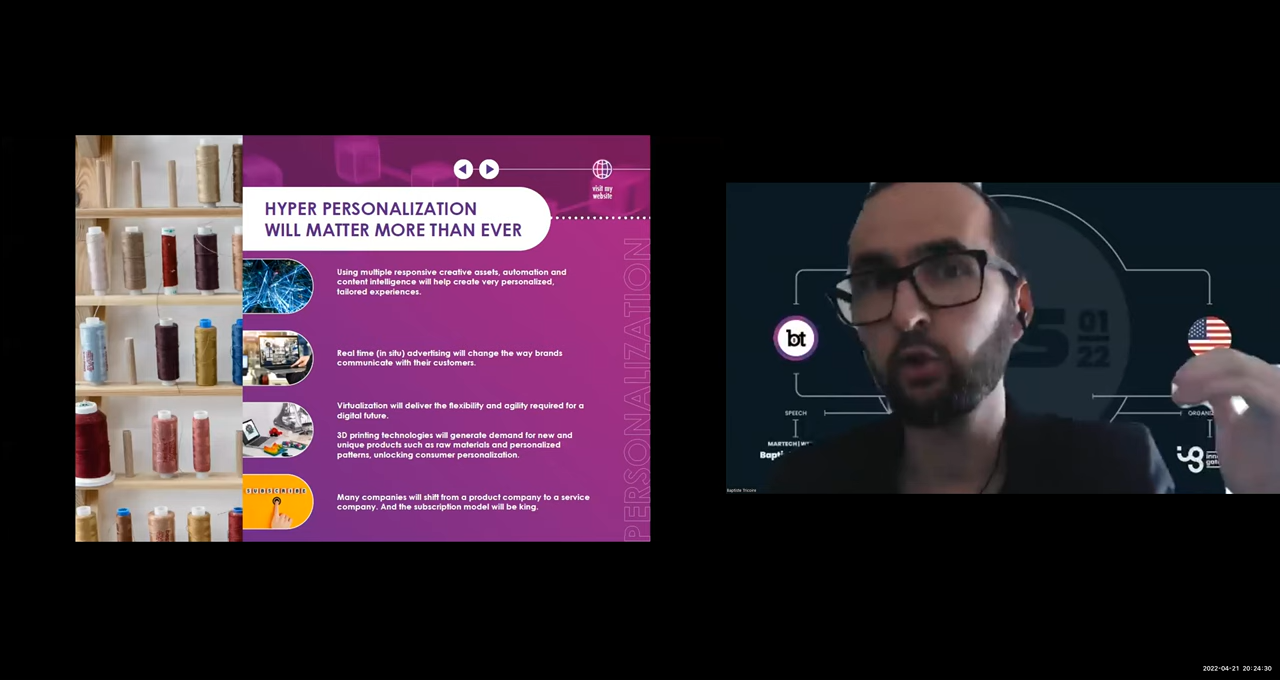 visit my
website
HYPER PERSONALIZATION
WILL MATTER MORE THAN EVER
Using multiple responsive creative assets, automation and
content intelligence will help create very personalized,
tailored experiences.
Real time (in situ) advertising will change the way brands
communicate with their customers.
Virtualization will deliver the flexibility and agility required for a
digital future.
3D printing technologies will generate demand for new and
unique products such as raw materials and personalized
patterns, unlocking consumer personalization.
SUBSCRIBE
Many companies will shift from a product company to a service
company. And the subscription model will be king.
PERSONALIZATION
bt
S 01
22
SPEECH
MARTECH
Bapti
ig
Baptiste Tricoire
2022-04-21 20:24:30